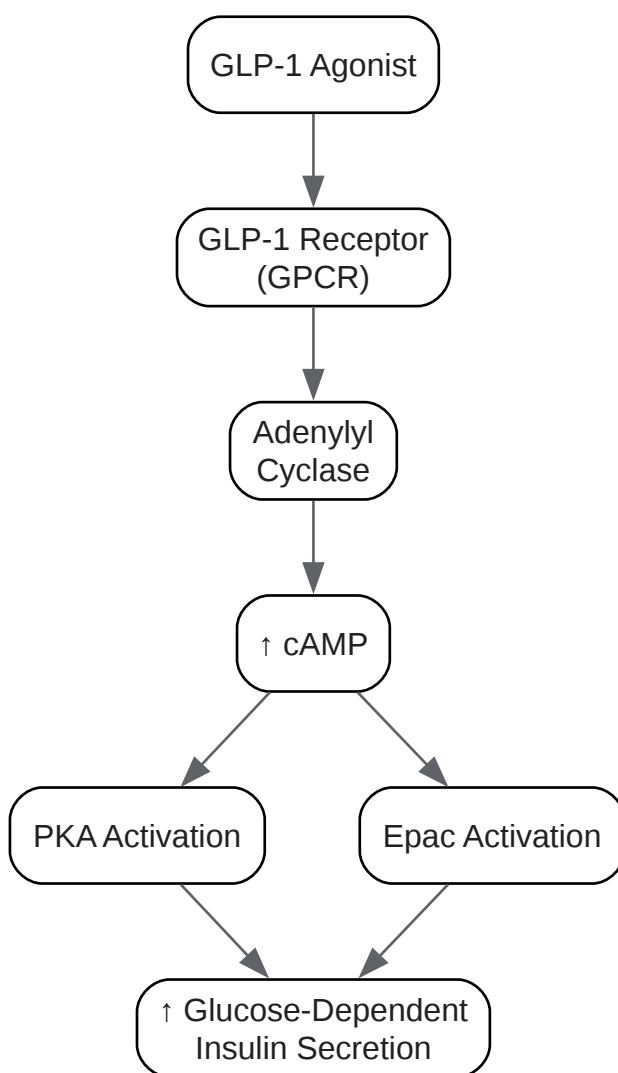 GLP-1 Agonist
GLP-1 Receptor
(GPCR)
Adenylyl
Cyclase
↑ cAMP
PKA Activation
Epac Activation
↑ Glucose-Dependent
Insulin Secretion